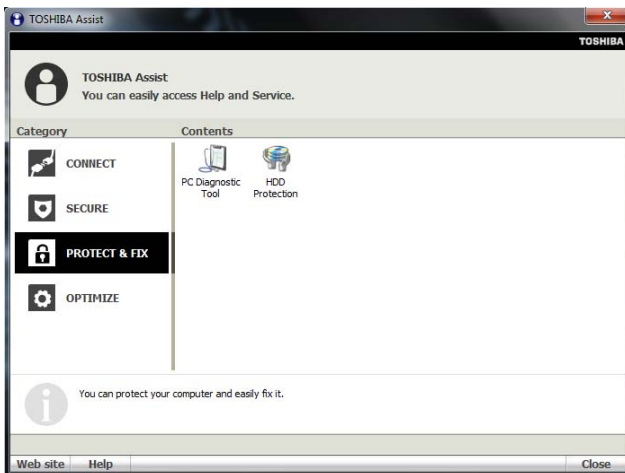 TOSHIBA Assist
TOSHIBA
TOSHIBA Assist
You can easily access Help and Service.
Category
Contents
CONNECT
SECURE
PROTECT & FIX
OPTIMIZE
PC Diagnostic
Tool
HDD
Protection
You can protect your computer and easily fix it.
Web site
Help
Close